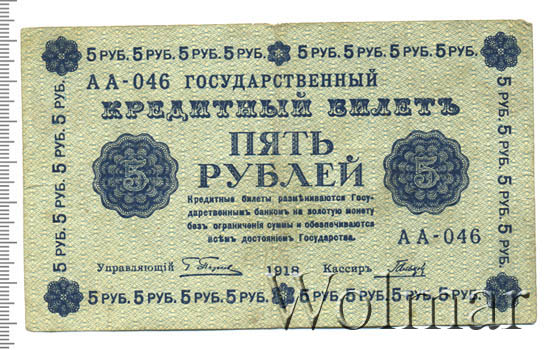 5 РУБ. 5 РУБ. 5 РУБ. 5 РУБ. 5 РУБ. 5 РУБ. 5 РУБ. 5 РУБ.
АА-046 ГОСУДАРСТВЕННЫЙ
КРЕДИТНЫЙ БИЛЕТЪ
ПЯТЬ
5 РУБЛЕЙ 5
Кредитные билеты размѣниваются Госу-
дарственнымъ банкомъ на золотую монету
безъ ограниченія суммы и обезпечиваются
всѣмъ достояніемъ Государства.
АА-046
Управляющій 1918 Кассиръ
5 РУБ. 5 РУБ. 5 РУБ. 5 РУБ. 5 РУБ. 5 РУБ. 5 РУБ. 5 РУБ.
5 РУБ. 5 РУБ. 5 РУБ. 5 РУБ.
5 РУБ. 5 РУБ. 5 РУБ. 5 РУБ.
Wolmar